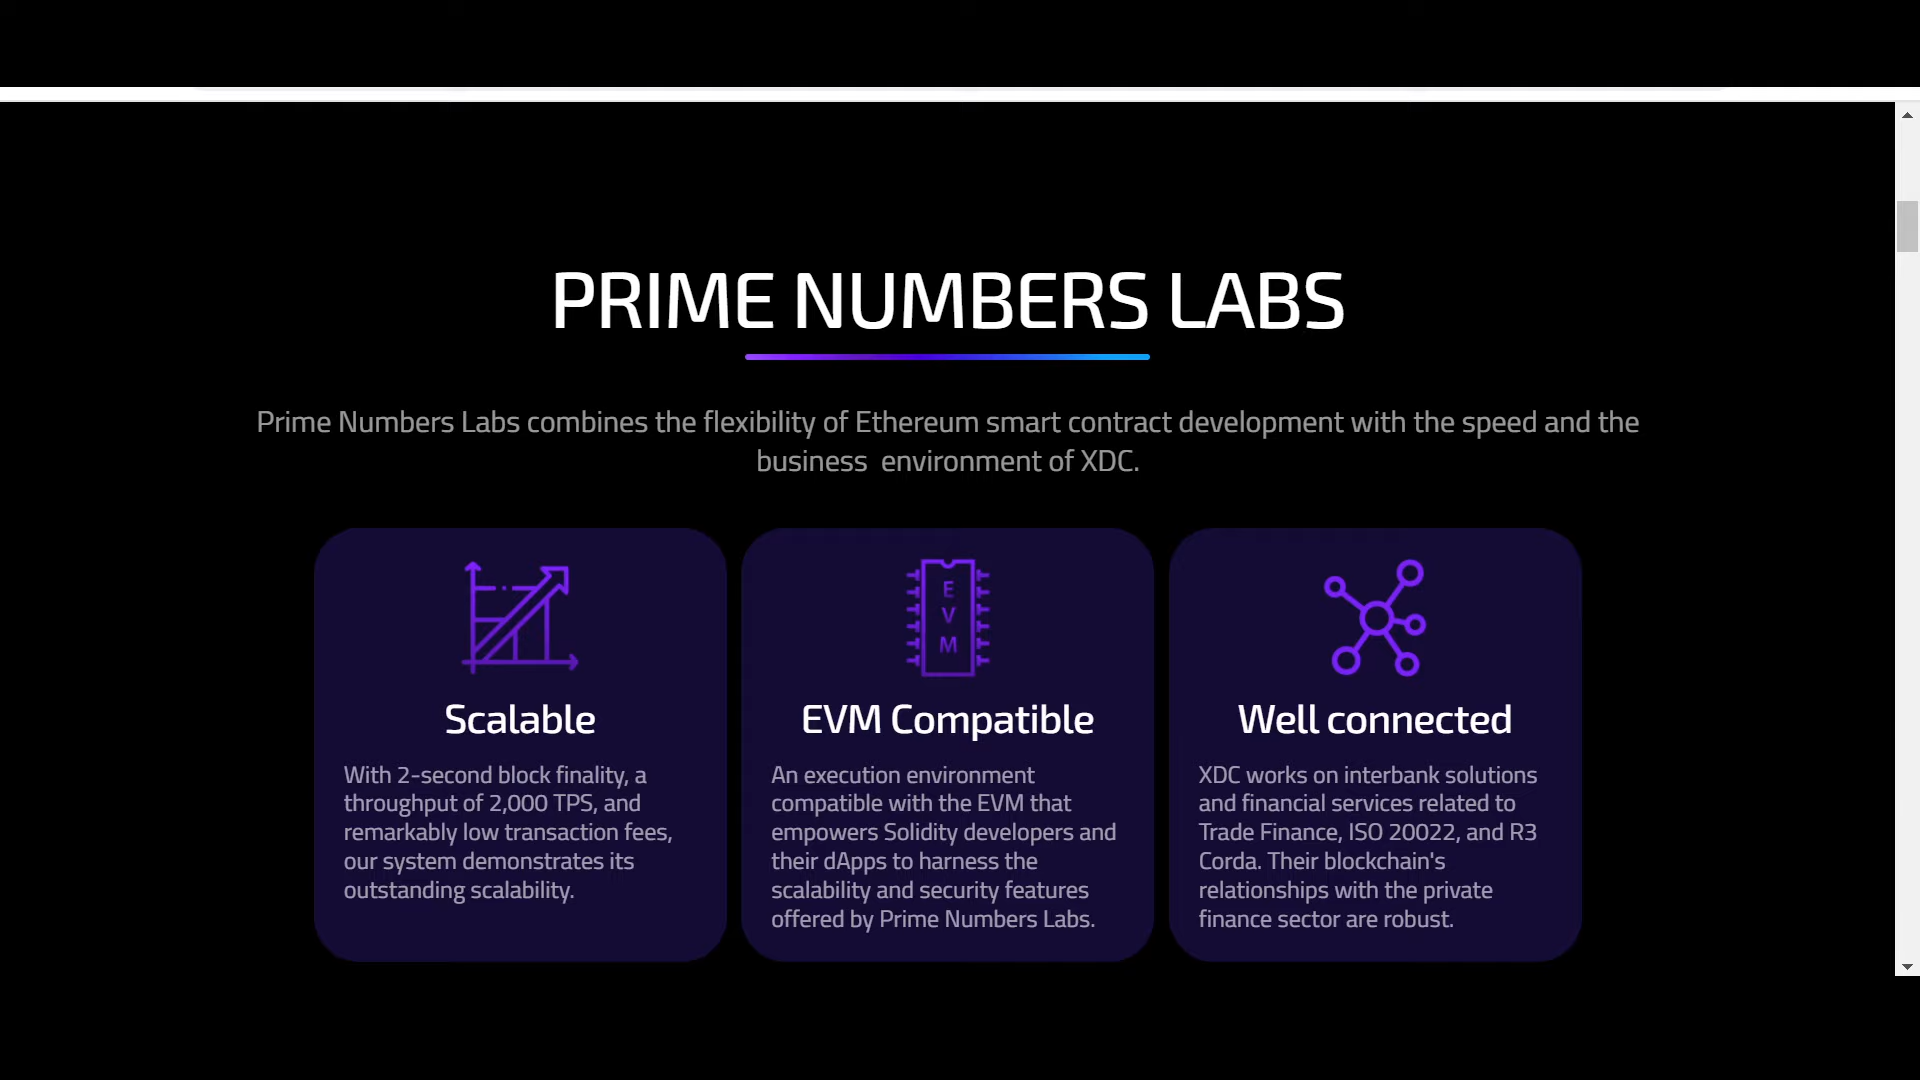 PRIME NUMBERS LABS
Prime Numbers Labs combines the flexibility of Ethereum smart contract development with the speed and the
business  environment of XDC.
E
V
M
Scalable
With 2-second block finality, a
throughput of 2,000 TPS, and
remarkably low transaction fees,
our system demonstrates its
outstanding scalability.
EVM Compatible
An execution environment
compatible with the EVM that
empowers Solidity developers and
their dApps to harness the
scalability and security features
offered by Prime Numbers Labs.
Well connected
XDC works on interbank solutions
and financial services related to
Trade Finance, ISO 20022, and R3
Corda. Their blockchain's
relationships with the private
finance sector are robust.